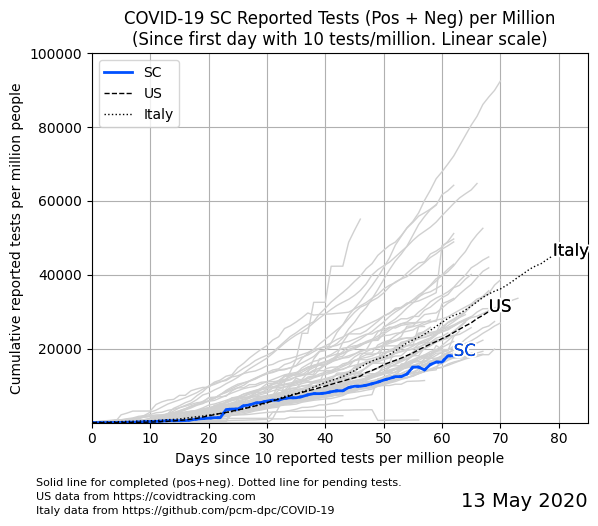 COVID-19 SC Reported Tests (Pos + Neg) per Million
(Since first day with 10 tests/million. Linear scale)
SC
US
Italy
Cumulative reported tests per million people
100000
80000
60000
40000
20000
Italy
US
SC
0 10 20 30 40 50 60 70 80
Days since 10 reported tests per million people
Solid line for completed (pos+neg). Dotted line for pending tests.
US data from https://covidtracking.com
Italy data from https://github.com/pcm-dpc/COVID-19
13 May 2020